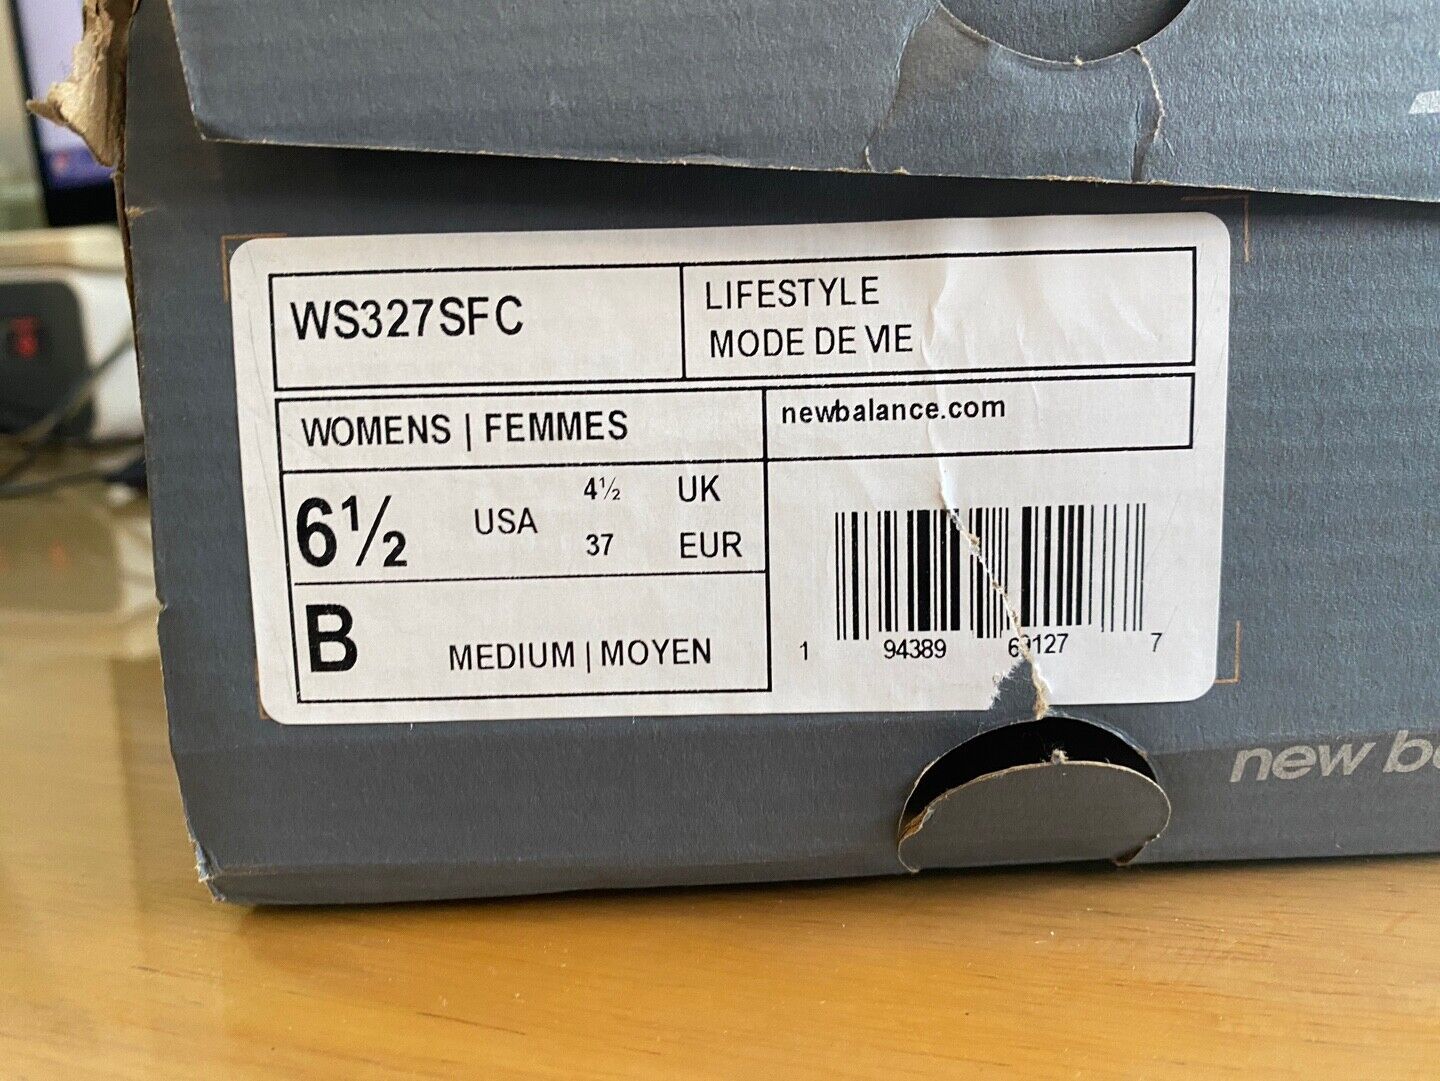 WS327SFC
LIFESTYLE
MODE DE VIE
WOMENS | FEMMES
newbalance.com
6½ USA
4½ UK
37 EUR
B
MEDIUM | MOYEN
1 94389 69127 7
new